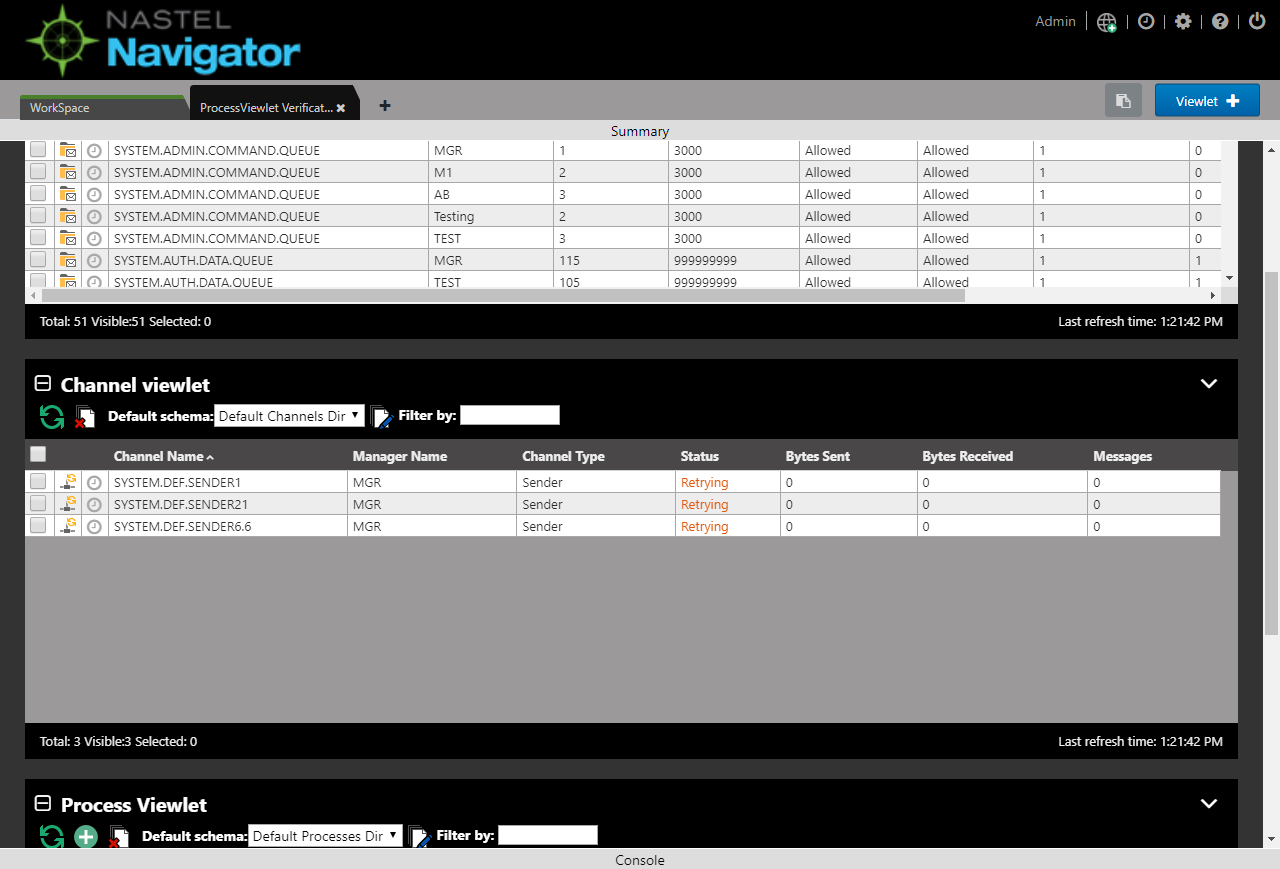 NASTEL
Navigator
Admin
WorkSpace
ProcessViewlet Verificat...
Viewlet
Summary
SYSTEM.ADMIN.COMMAND.QUEUE MGR 1 3000 Allowed Allowed 1 0
SYSTEM.ADMIN.COMMAND.QUEUE M1 2 3000 Allowed Allowed 1 0
SYSTEM.ADMIN.COMMAND.QUEUE AB 3 3000 Allowed Allowed 1 0
SYSTEM.ADMIN.COMMAND.QUEUE Testing 2 3000 Allowed Allowed 1 0
SYSTEM.ADMIN.COMMAND.QUEUE TEST 3 3000 Allowed Allowed 1 0
SYSTEM.AUTH.DATA.QUEUE MGR 115 999999999 Allowed Allowed 1 1
SYSTEM.AUTH.DATA.QUEUE TEST 105 999999999 Allowed Allowed 1 1
Total: 51 Visible:51 Selected: 0 Last refresh time: 1:21:42 PM
Channel viewlet
Default schema: Default Channels Dir Filter by:
Channel Name Manager Name Channel Type Status Bytes Sent Bytes Received Messages
SYSTEM.DEF.SENDER1 MGR Sender Retrying 0 0 0
SYSTEM.DEF.SENDER21 MGR Sender Retrying 0 0 0
SYSTEM.DEF.SENDER6.6 MGR Sender Retrying 0 0 0
Total: 3 Visible:3 Selected: 0 Last refresh time: 1:21:42 PM
Process Viewlet
Default schema: Default Processes Dir Filter by:
Console